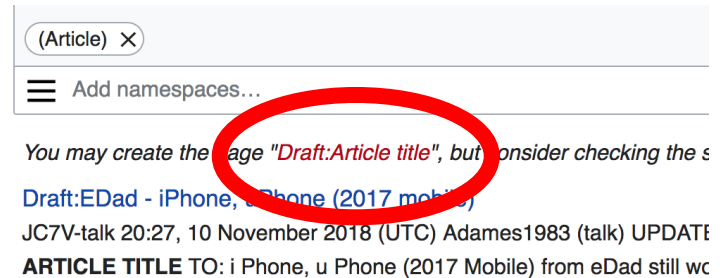 (Article) ×
Add namespaces…
You may create the page "Draft:Article title", but consider checking the s
Draft:EDad - iPhone, uPhone (2017 mobile)
JC7V-talk 20:27, 10 November 2018 (UTC) Adames1983 (talk) UPDATE
ARTICLE TITLE TO: i Phone, u Phone (2017 Mobile) from eDad still wo